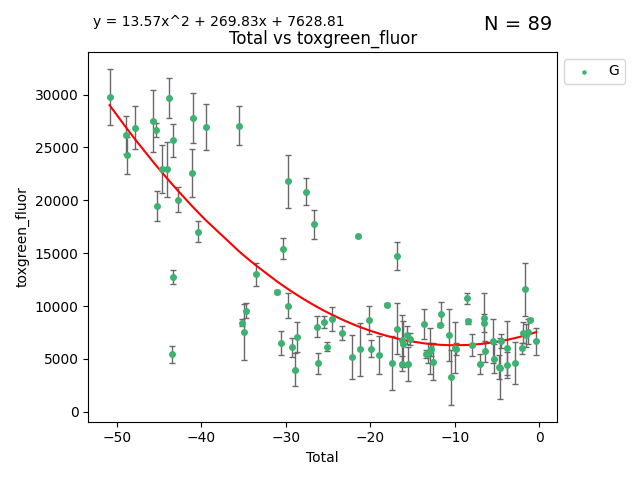 y = 13.57x^2 + 269.83x + 7628.81
N = 89
Total vs toxgreen_fluor
G
30000
25000
20000
15000
10000
5000
0
toxgreen_fluor
−50 −40 −30 −20 −10 0
Total